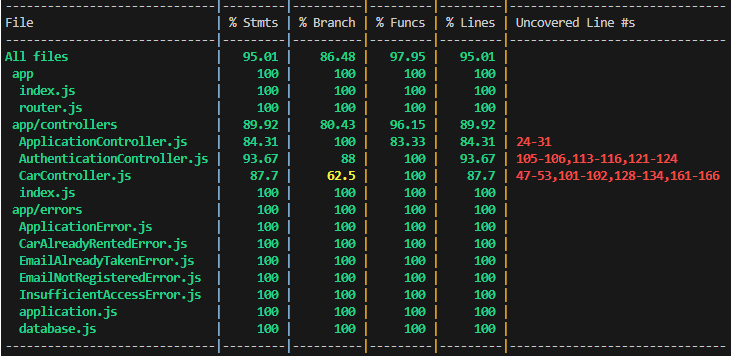 -------------------------------|---------|----------|---------|---------|-------------------------------
File                           | % Stmts | % Branch | % Funcs | % Lines | Uncovered Line #s
-------------------------------|---------|----------|---------|---------|-------------------------------
All files                      |   95.01 |    86.48 |   97.95 |   95.01 |
 app                           |     100 |      100 |     100 |     100 |
  index.js                     |     100 |      100 |     100 |     100 |
  router.js                    |     100 |      100 |     100 |     100 |
 app/controllers               |   89.92 |    80.43 |   96.15 |   89.92 |
  ApplicationController.js     |   84.31 |      100 |   83.33 |   84.31 | 24-31
  AuthenticationController.js  |   93.67 |       88 |     100 |   93.67 | 105-106,113-116,121-124
  CarController.js             |    87.7 |     62.5 |     100 |    87.7 | 47-53,101-102,128-134,161-166
  index.js                     |     100 |      100 |     100 |     100 |
 app/errors                    |     100 |      100 |     100 |     100 |
  ApplicationError.js          |     100 |      100 |     100 |     100 |
  CarAlreadyRentedError.js     |     100 |      100 |     100 |     100 |
  EmailAlreadyTakenError.js    |     100 |      100 |     100 |     100 |
  EmailNotRegisteredError.js   |     100 |      100 |     100 |     100 |
  InsufficientAccessError.js   |     100 |      100 |     100 |     100 |
  application.js               |     100 |      100 |     100 |     100 |
  database.js                  |     100 |      100 |     100 |     100 |
-------------------------------|---------|----------|---------|---------|-------------------------------